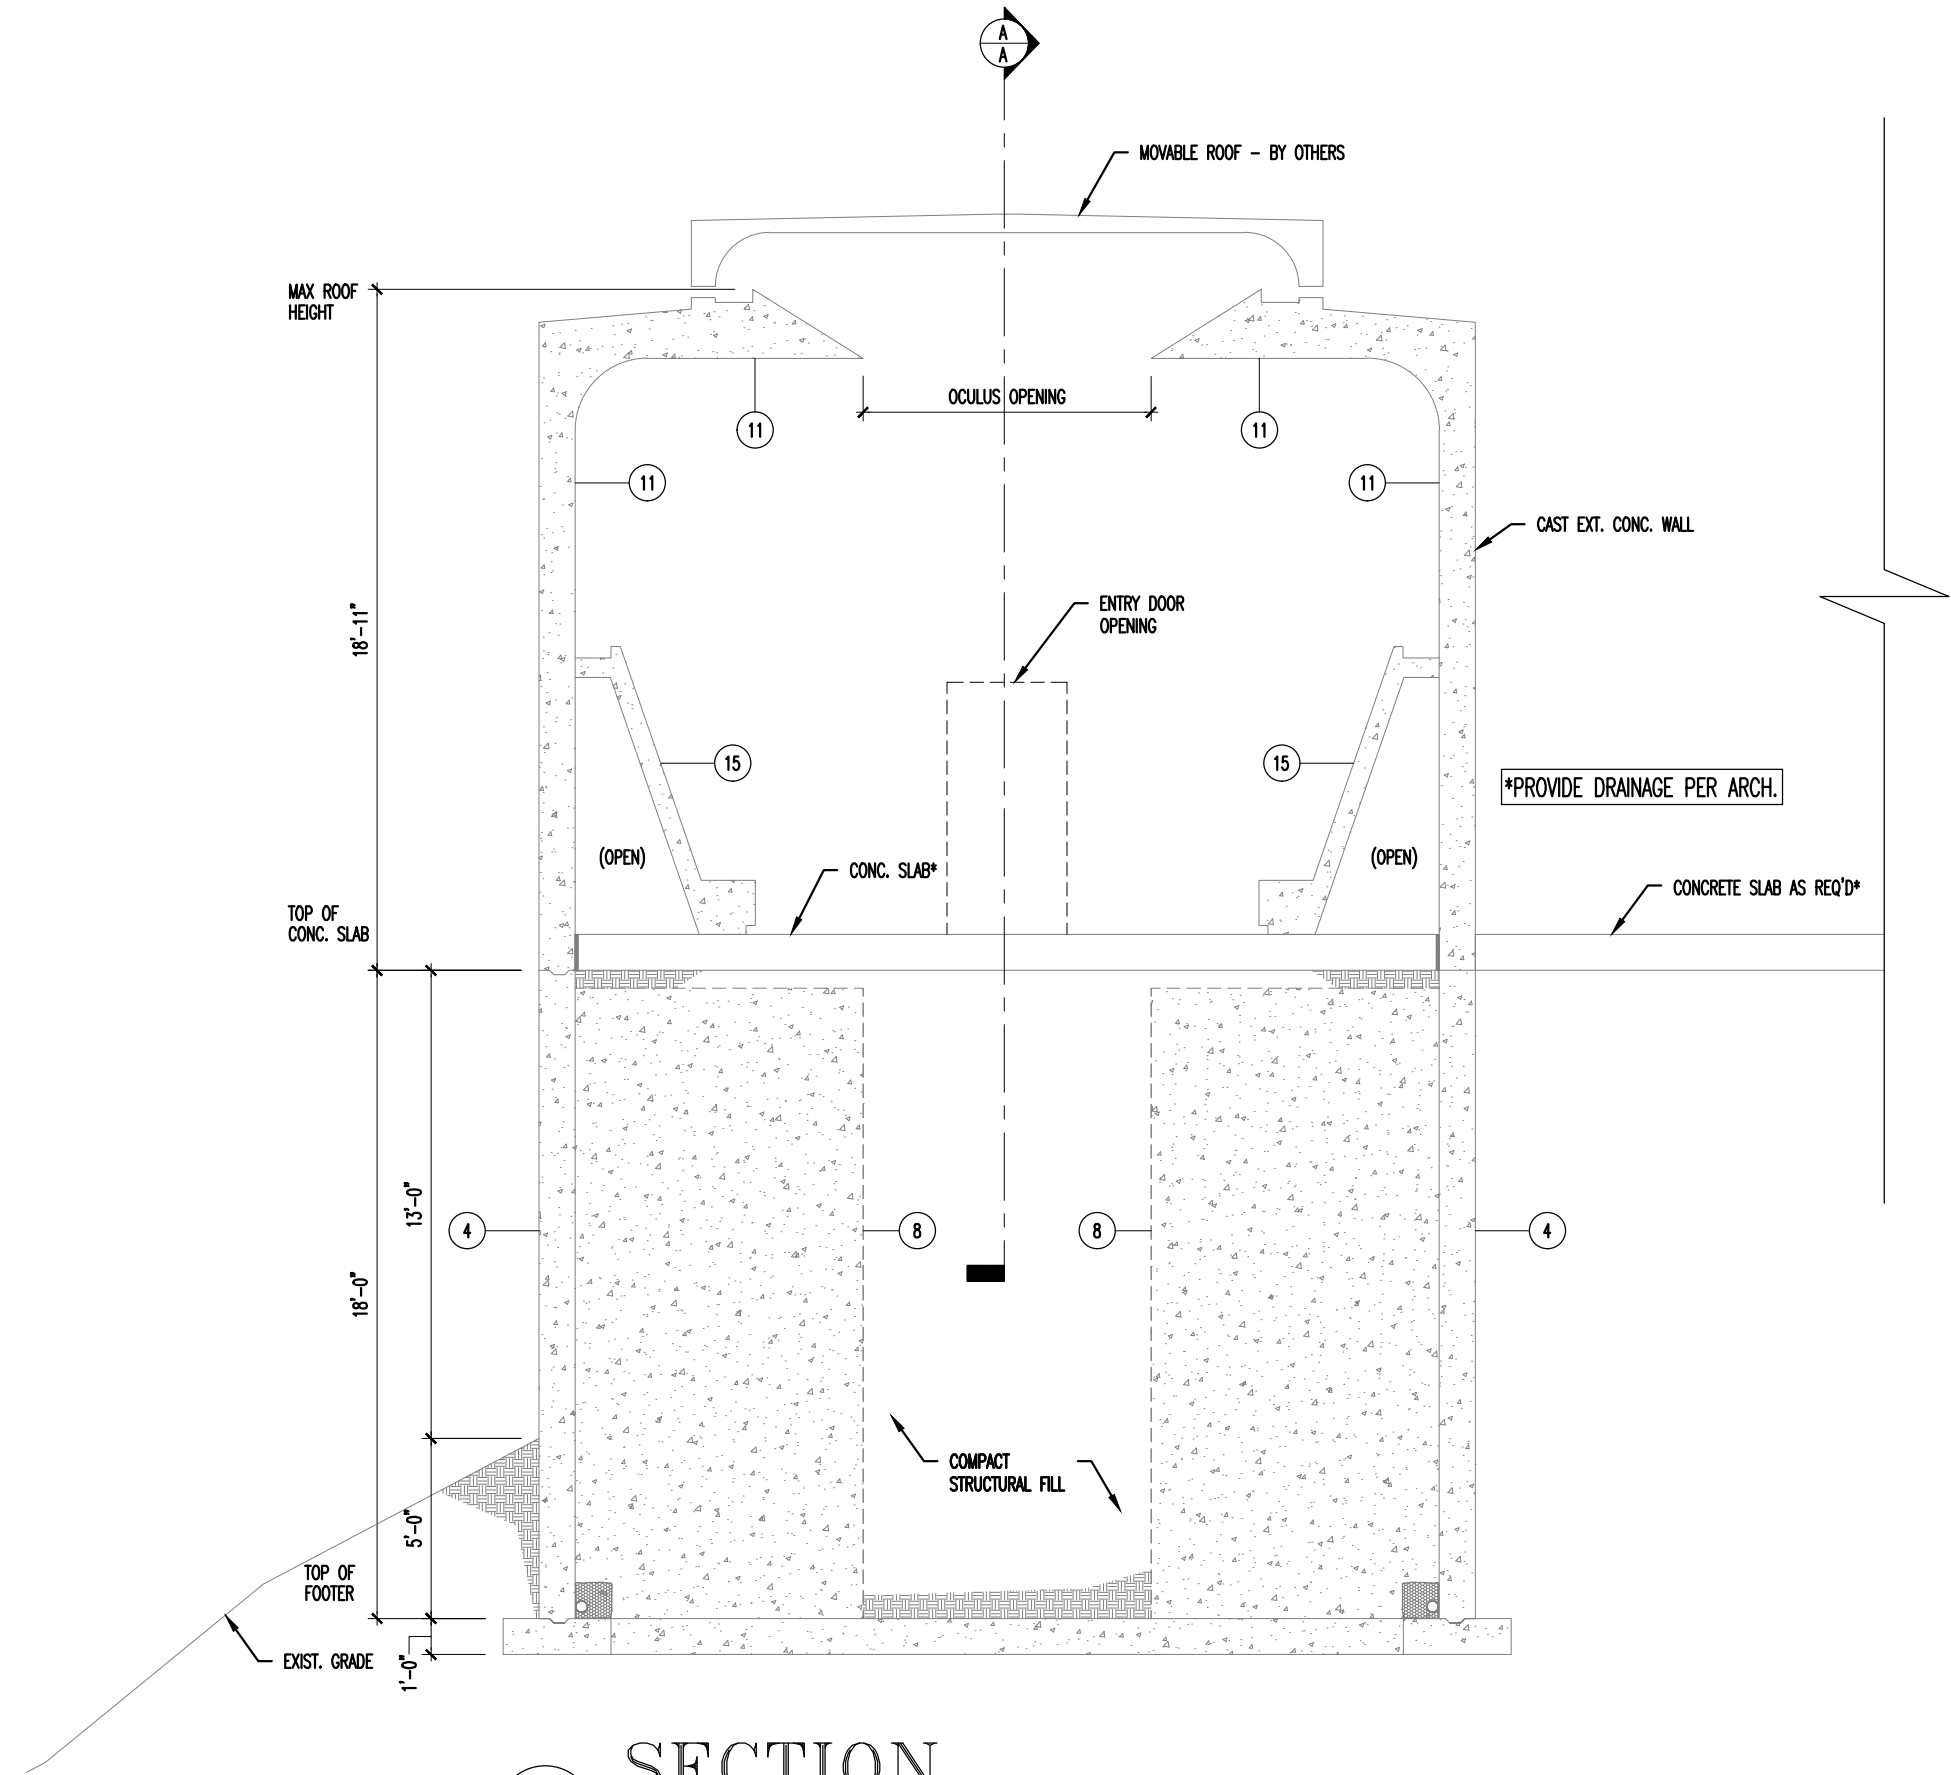 A
A
MOVABLE ROOF - BY OTHERS
MAX ROOF
HEIGHT
OCULUS OPENING
11
11
11
11
CAST EXT. CONC. WALL
ENTRY DOOR
OPENING
18'-11"
15
15
*PROVIDE DRAINAGE PER ARCH.
(OPEN)
(OPEN)
CONC. SLAB*
CONCRETE SLAB AS REQ'D*
TOP OF
CONC. SLAB
13'-0"
4
8
8
4
18'-0"
COMPACT
STRUCTURAL FILL
5'-0"
TOP OF
FOOTER
EXIST. GRADE
1'-0"
SECTION